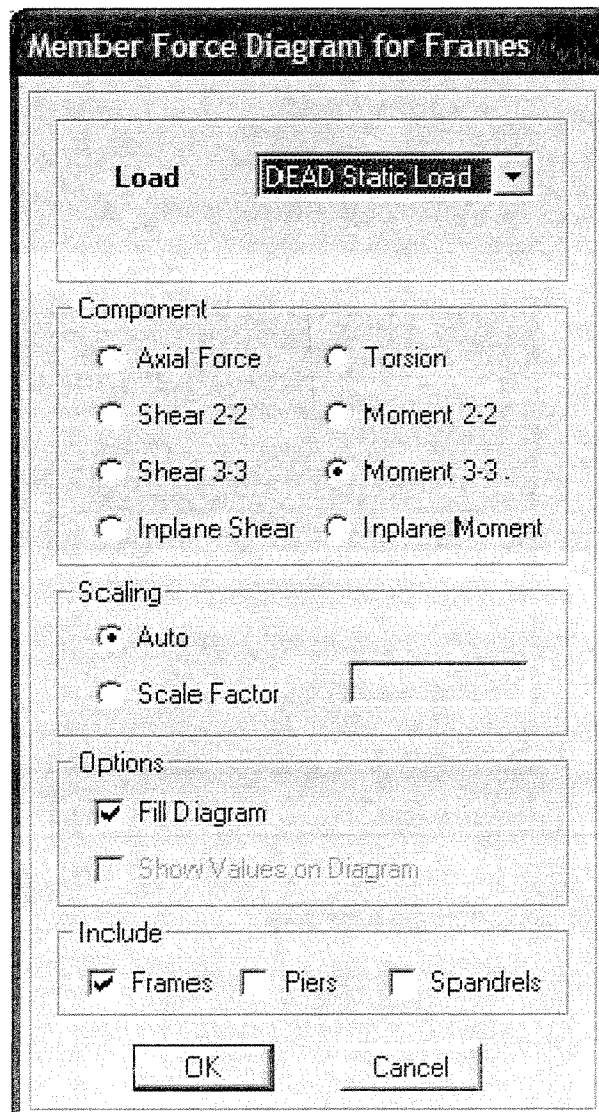 Member Force Diagram for Frames
Load DEAD Static Load
Component
Axial Force Torsion
Shear 2-2 Moment 2-2
Shear 3-3 Moment 3-3
Inplane Shear Inplane Moment
Scaling
Auto
Scale Factor
Options
Fill Diagram
Show Values on Diagram
Include
Frames Piers Spandrels
OK Cancel